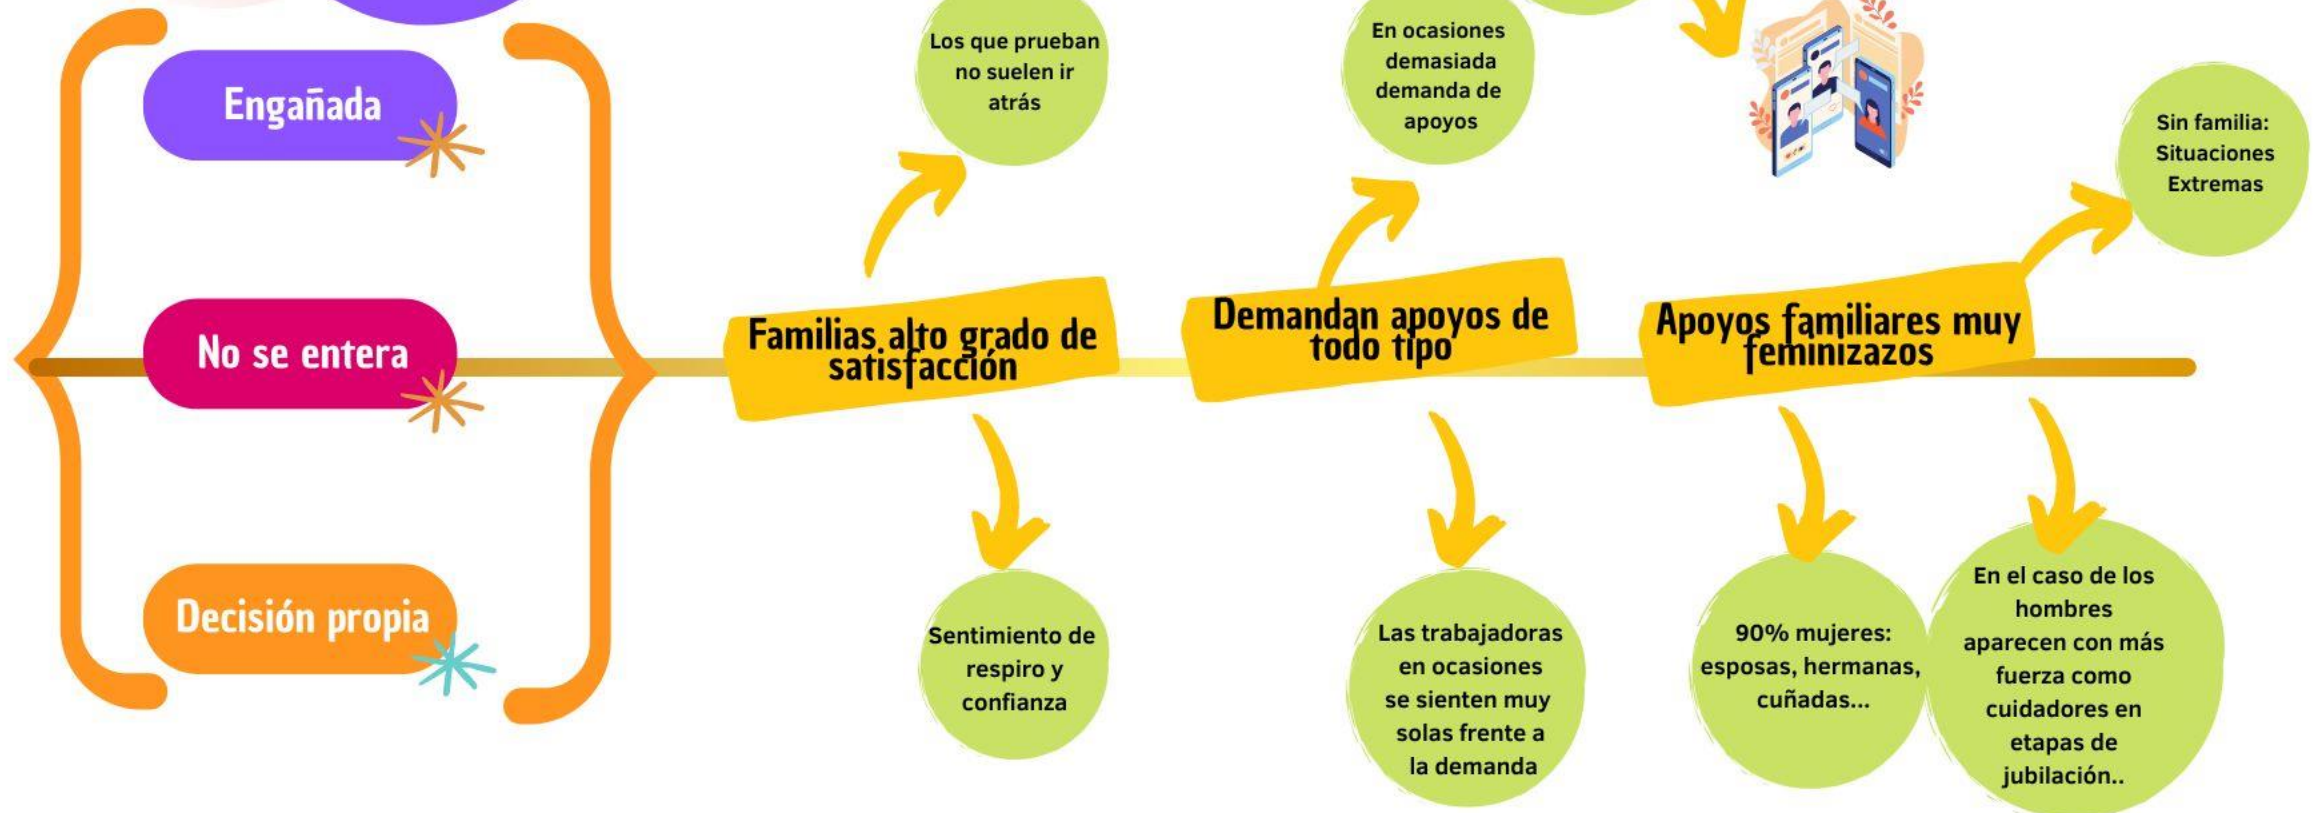 Engañada
No se entera
Decisión propia
Los que prueban
no suelen ir
atrás
Familias alto grado de
satisfacción
Sentimiento de
respiro y
confianza
En ocasiones
demasiada
demanda de
apoyos
Demandan apoyos de
todo tipo
Las trabajadoras
en ocasiones
se sienten muy
solas frente a
la demanda
Sin familia:
Situaciones
Extremas
Apoyos familiares muy
feminizazos
90% mujeres:
esposas, hermanas,
cuñadas...
En el caso de los
hombres
aparecen con más
fuerza como
cuidadores en
etapas de
jubilación..